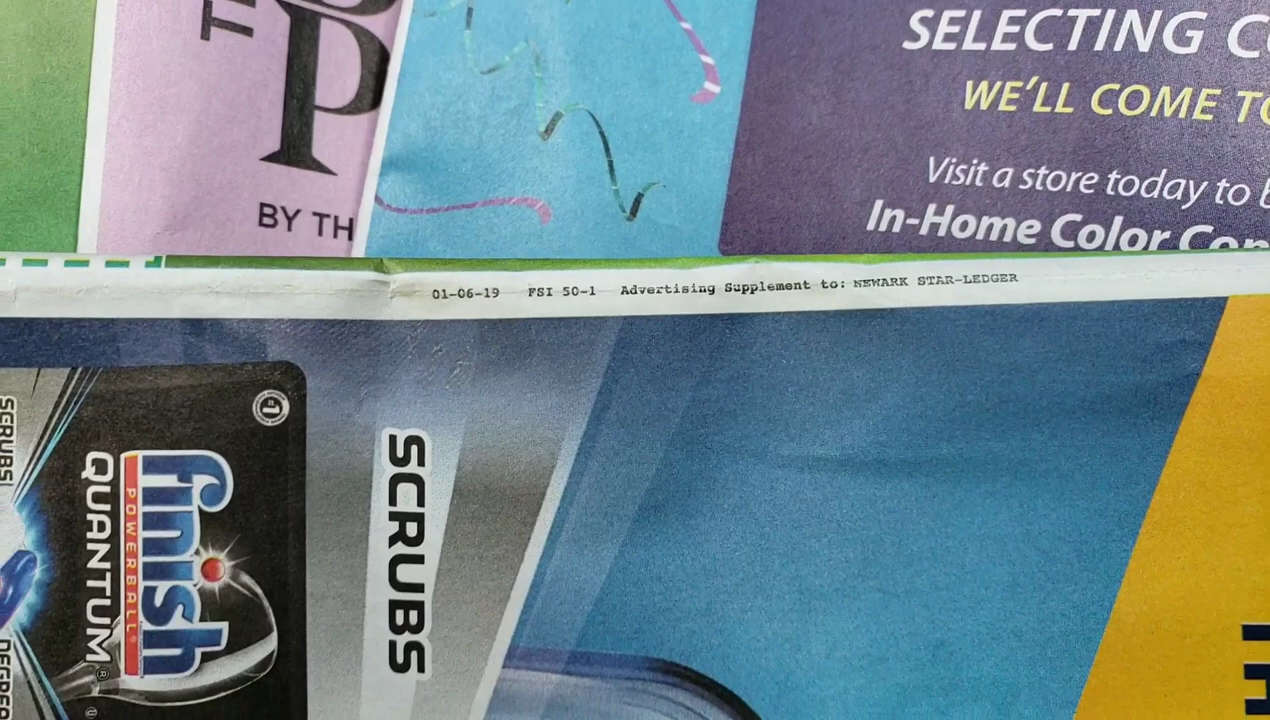 P
BY TH
SELECTING
WE'LL COME TO
Visit a store today to
In-Home Color
01-06-19 FSI 50-1 Advertising Supplement to: NEWARK STAR-LEDGER
SCRUBS
finish
POWERBALL®
QUANTUM®
SCRUBS
#1